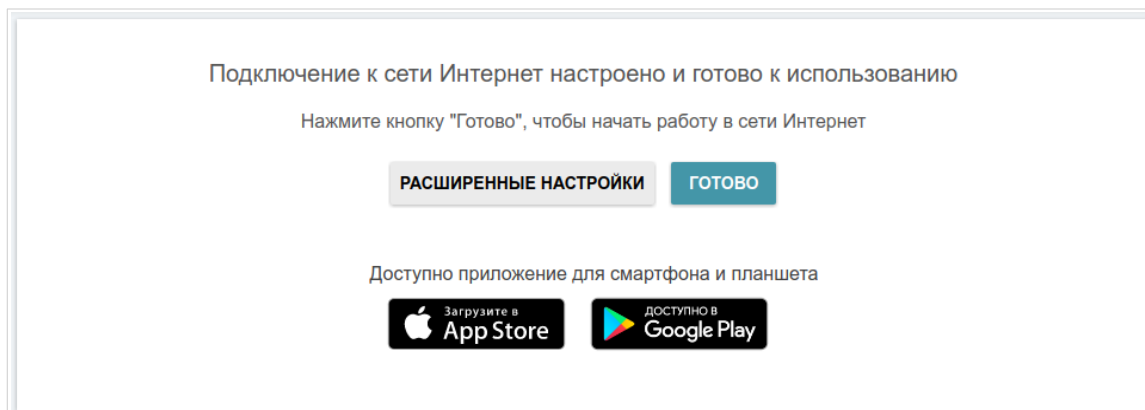 Подключение к сети Интернет настроено и готово к использованию
Нажмите кнопку "Готово", чтобы начать работу в сети Интернет
РАСШИРЕННЫЕ НАСТРОЙКИ ГОТОВО
Доступно приложение для смартфона и планшета
Загрузите в
App Store
ДОСТУПНО В
Google Play